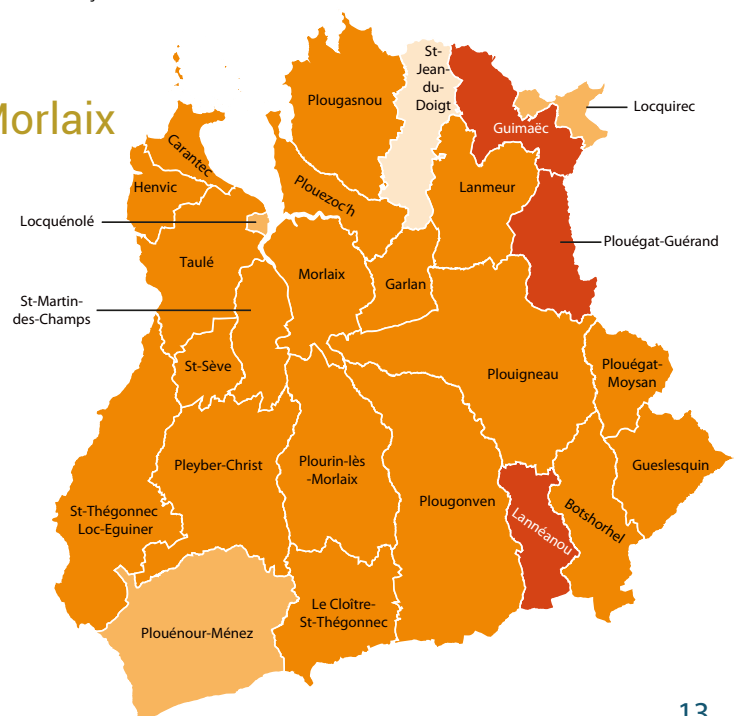 Morlaix
St-
Jean-
du-
Doigt
Plougasnou
Locquirec
Guimaëc
Carantec
Henvic
Plouezoc'h
Lanmeur
Locquénolé
Plouégat-Guérand
Taulé
Morlaix
Garlan
St-Martin-
des-Champs
St-Sève
Plouigneau
Plouégat-
Moysan
Pleyber-Christ
Plourin-lès
-Morlaix
Gueslesquin
Plougonven
St-Thégonnec
Loc-Eguiner
Lannéanou
Botshorhel
Le Cloître-
St-Thégonnec
Plouénour-Ménez
13